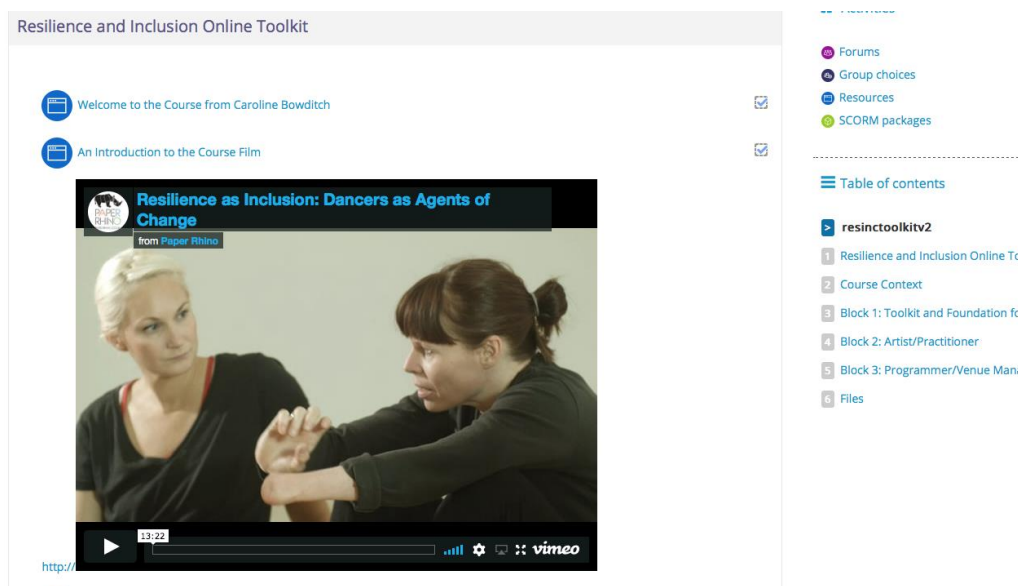 Resilience and Inclusion Online Toolkit
Welcome to the Course from Caroline Bowditch
An Introduction to the Course Film
PAPER
RHINO
Resilience as Inclusion: Dancers as Agents of
Change
from Paper Rhino
13:22
vimeo
http://
Forums
Group choices
Resources
SCORM packages
Table of contents
> resinctoolkitv2
1 Resilience and Inclusion Online To
2 Course Context
3 Block 1: Toolkit and Foundation fo
4 Block 2: Artist/Practitioner
5 Block 3: Programmer/Venue Man
6 Files